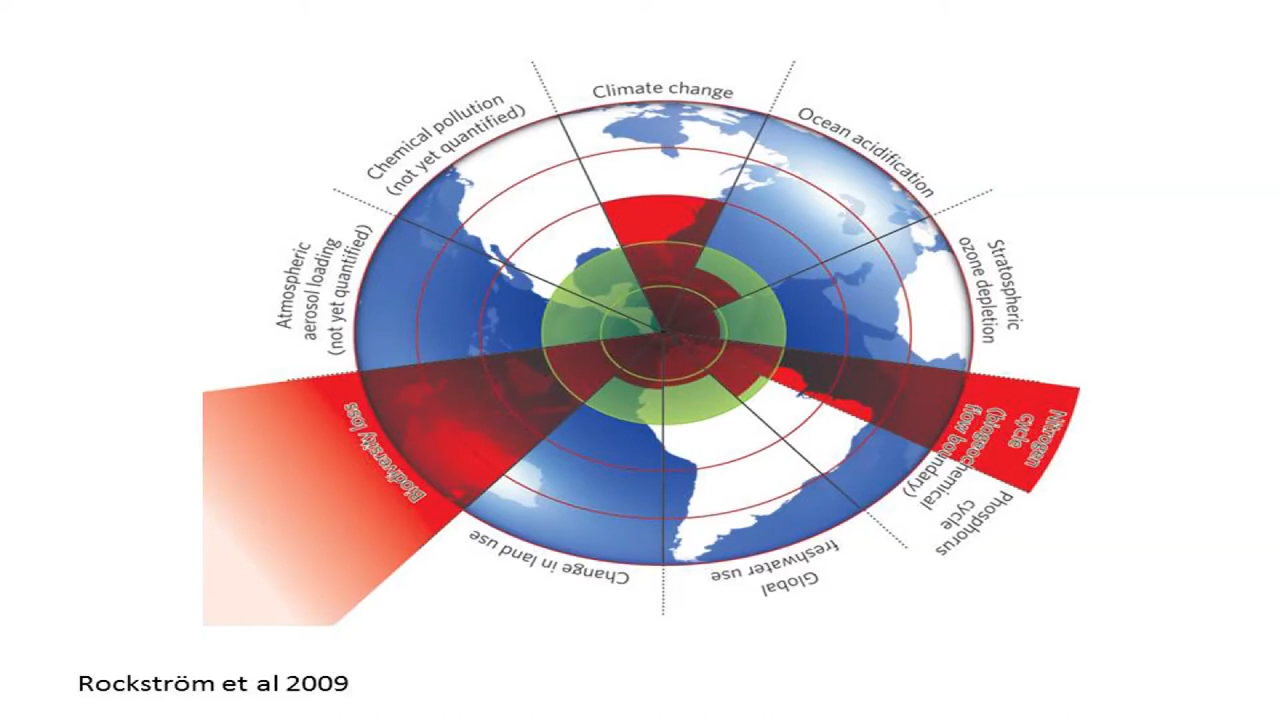 Climate change
Ocean acidification
Stratospheric
ozone depletion
Nitrogen
cycle
(biogeochemical
flow boundary)
Phosphorus
cycle
Global
freshwater use
Change in land use
Biodiversity loss
Atmospheric
aerosol loading
(not yet quantified)
Chemical pollution
(not yet quantified)
Rockström et al 2009